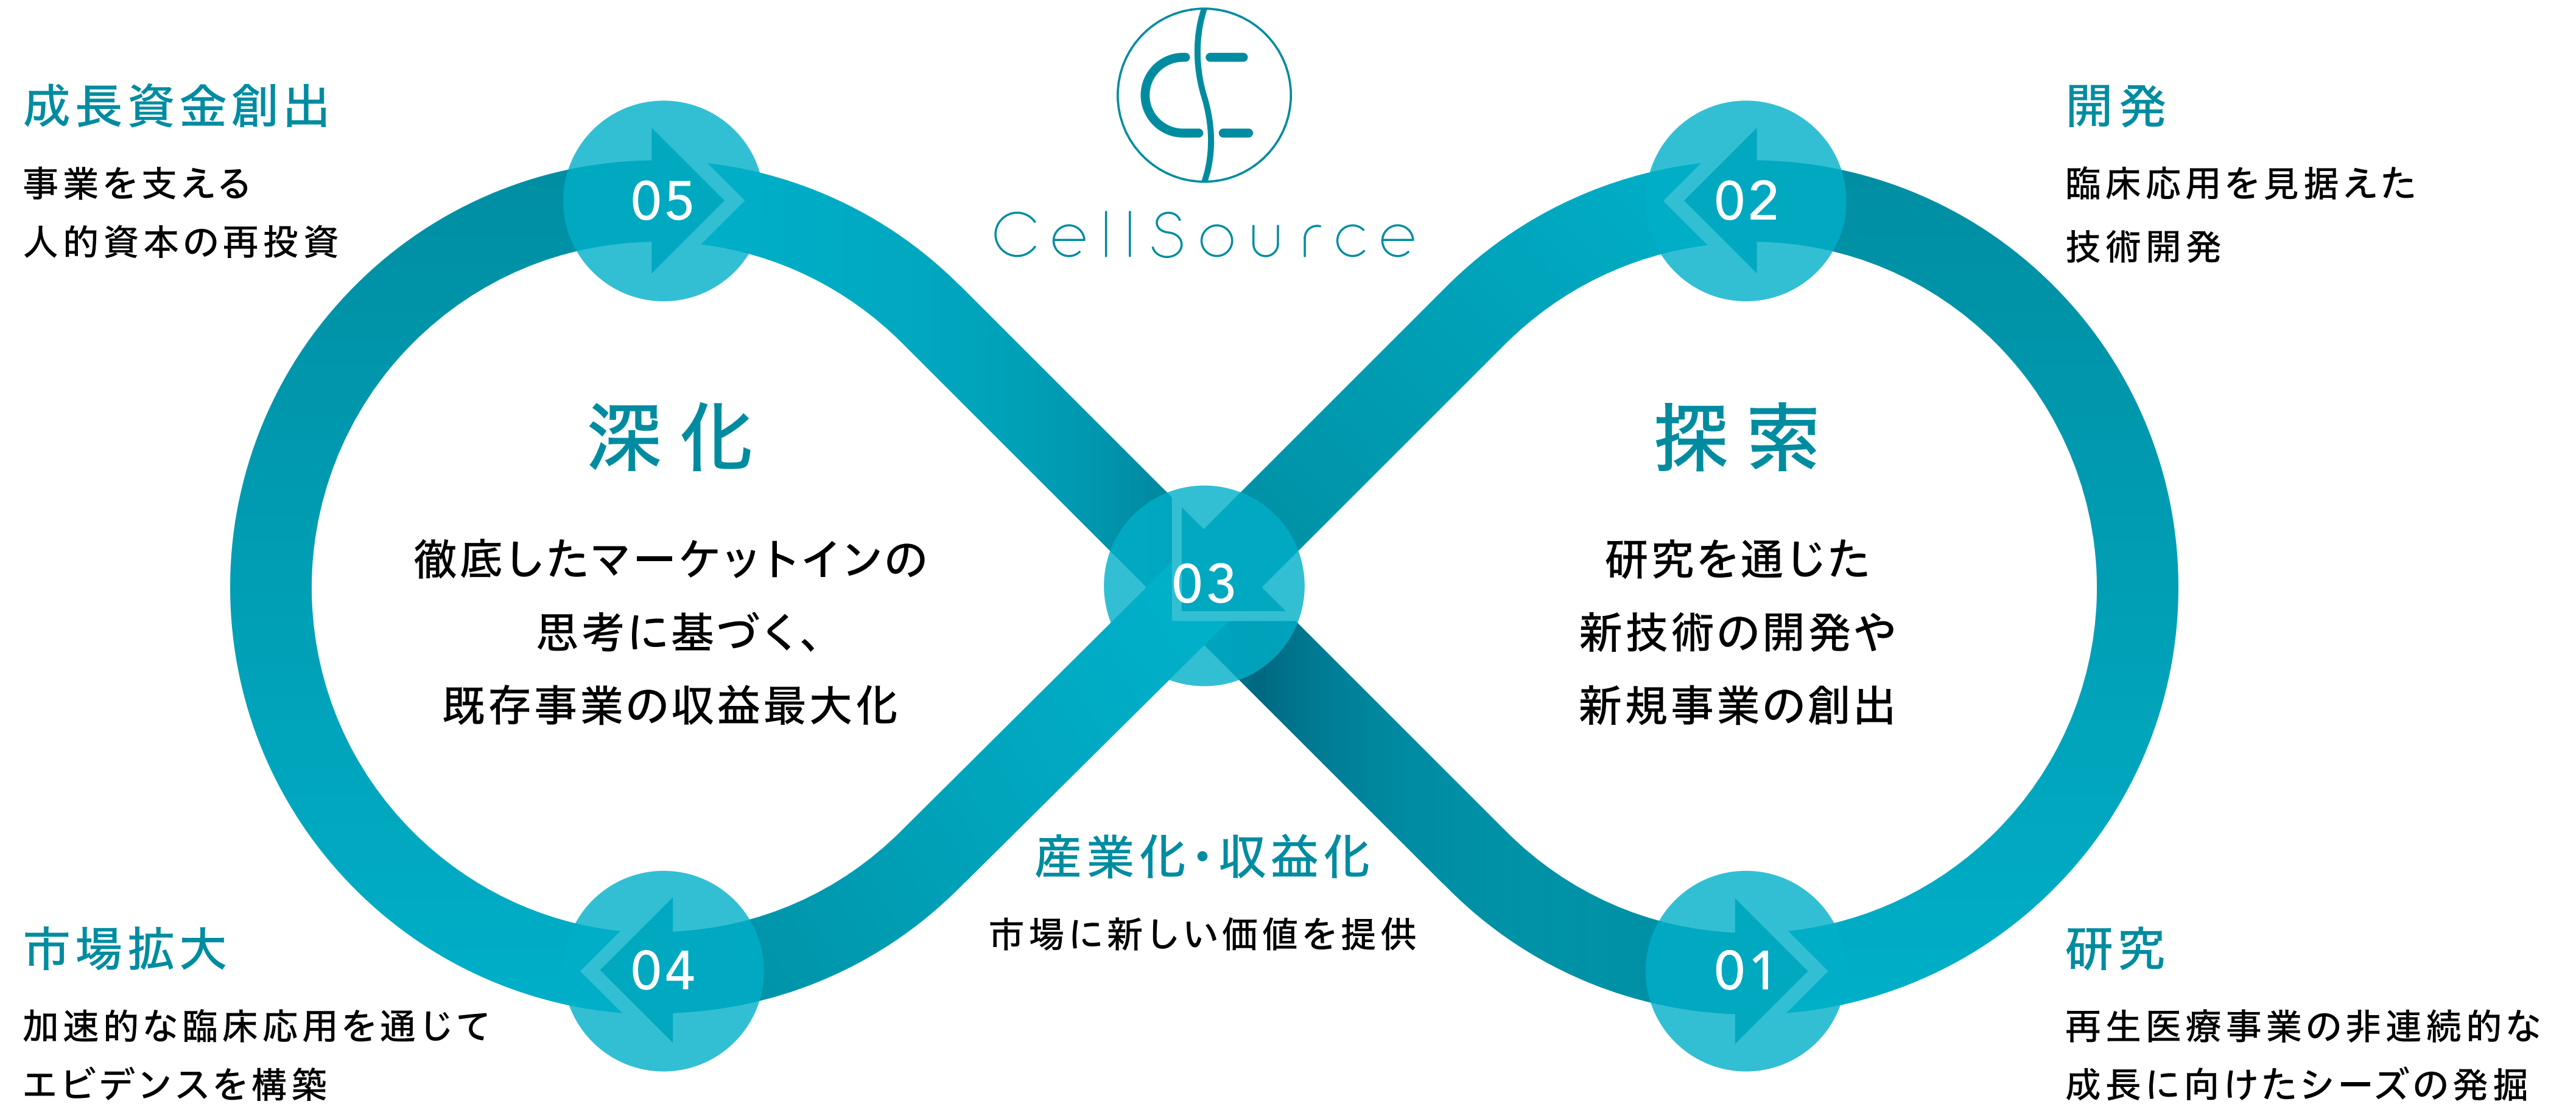 CellSource
成長資金創出
事業を支える
人的資本の再投資
05
02
開発
臨床応用を見据えた
技術開発
深化
徹底したマーケットインの
思考に基づく、
既存事業の収益最大化
03
探索
研究を通じた
新技術の開発や
新規事業の創出
産業化・収益化
市場に新しい価値を提供
市場拡大
加速的な臨床応用を通じて
エビデンスを構築
04
01
研究
再生医療事業の非連続的な
成長に向けたシーズの発掘